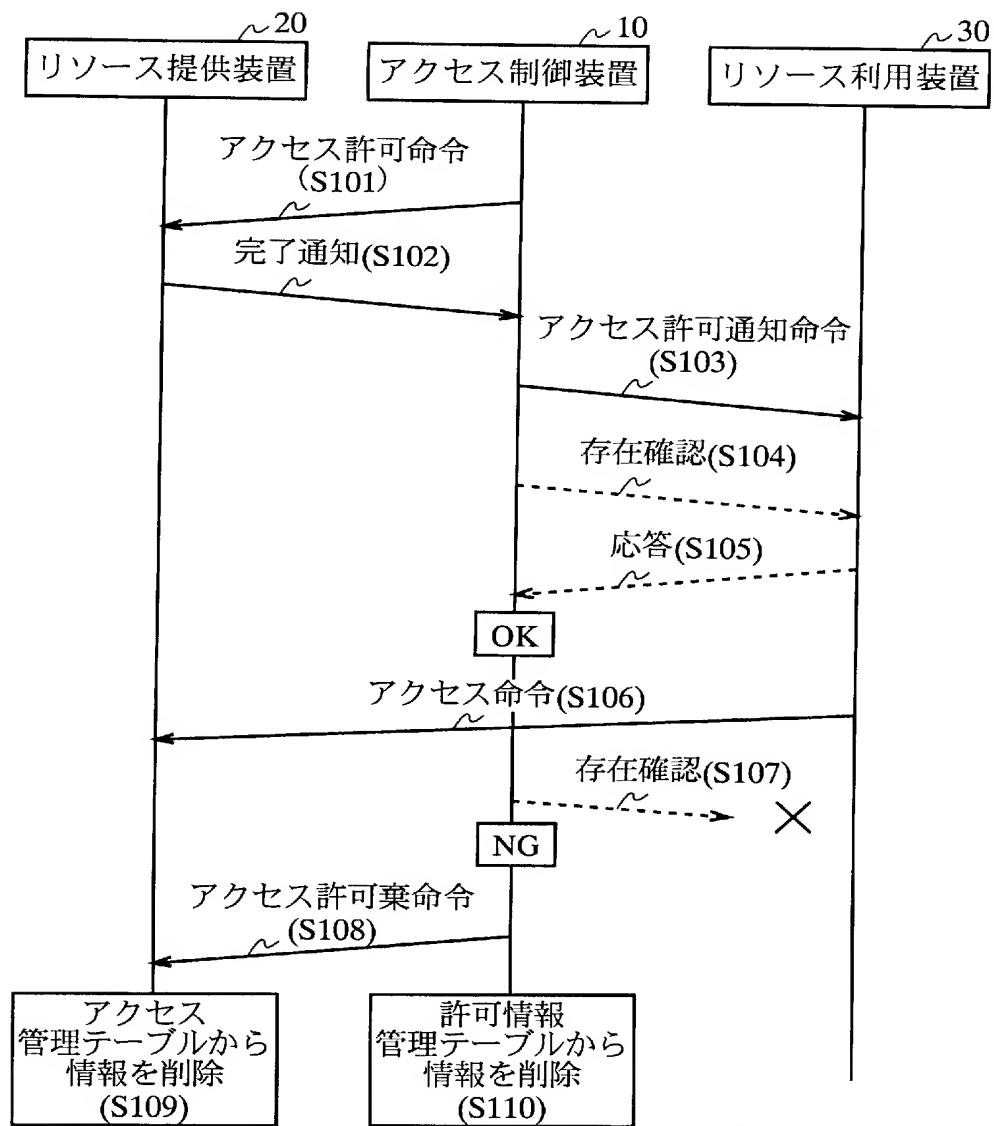 20
10
30
リソース提供装置
アクセス制御装置
リソース利用装置
アクセス許可命令
(S101)
完了通知(S102)
アクセス許可通知命令
(S103)
存在確認(S104)
応答(S105)
OK
アクセス命令(S106)
存在確認(S107)
NG
アクセス許可棄命令
(S108)
アクセス
管理テーブルから
情報を削除
(S109)
許可情報
管理テーブルから
情報を削除
(S110)